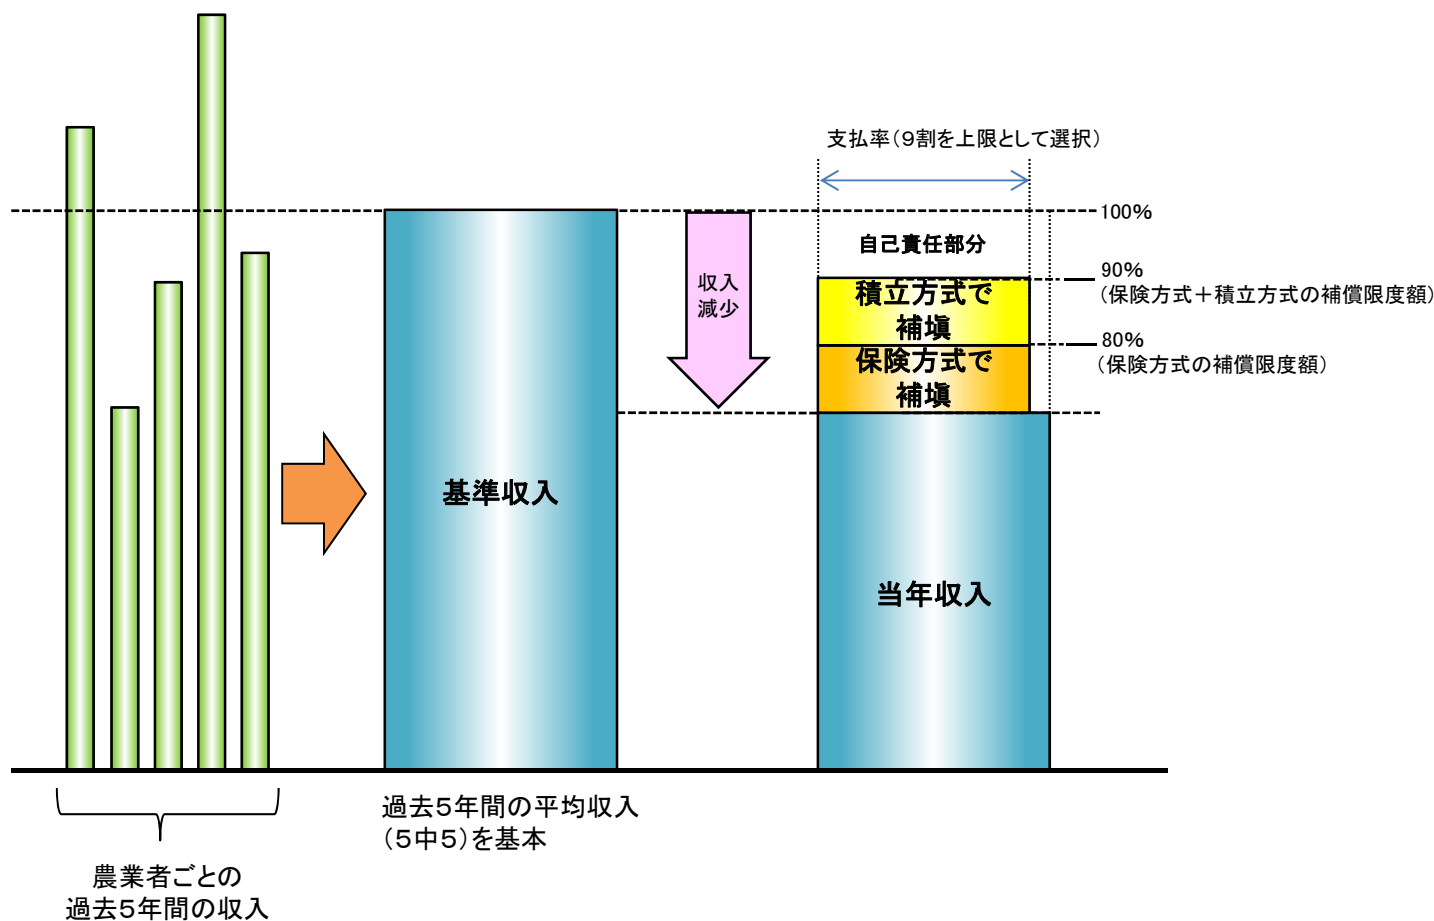 支払率(9割を上限として選択)
100%
自己責任部分
90%
(保険方式+積立方式の補償限度額)
収入
減少
積立方式で
補塡
80%
(保険方式の補償限度額)
保険方式で
補塡
基準収入
当年収入
過去5年間の平均収入
(5中5)を基本
農業者ごとの
過去5年間の収入